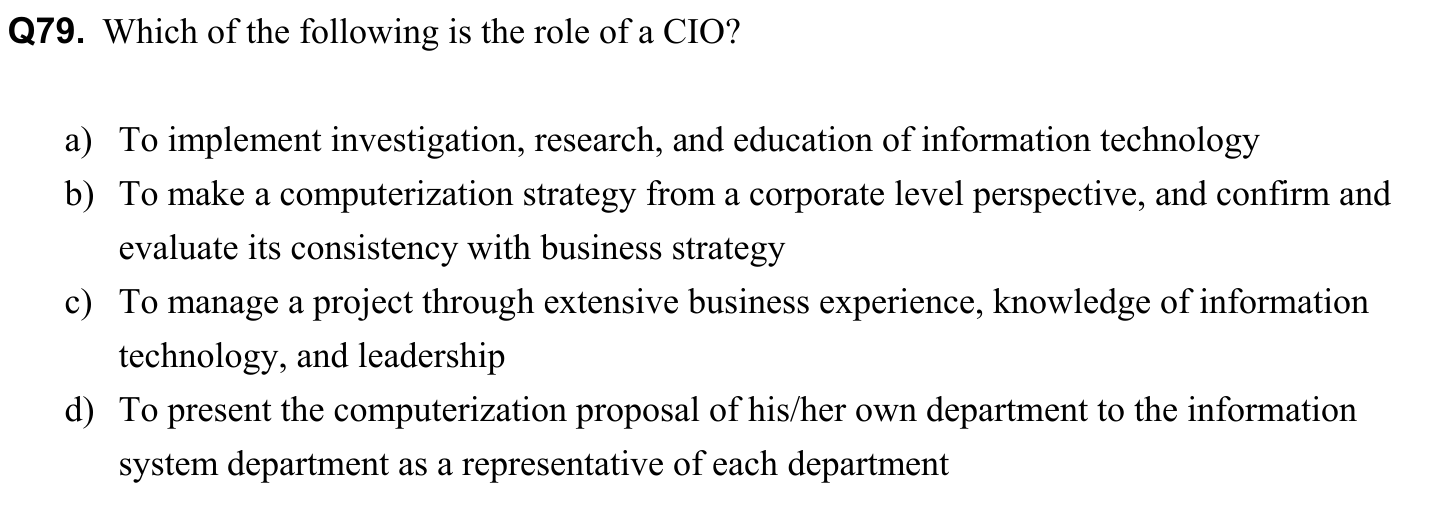 Q79. Which of the following is the role of a CIO?
a) To implement investigation, research, and education of information technology
b) To make a computerization strategy from a corporate level perspective, and confirm and
evaluate its consistency with business strategy
c) To manage a project through extensive business experience, knowledge of information
technology, and leadership
d) To present the computerization proposal of his/her own department to the information
system department as a representative of each department